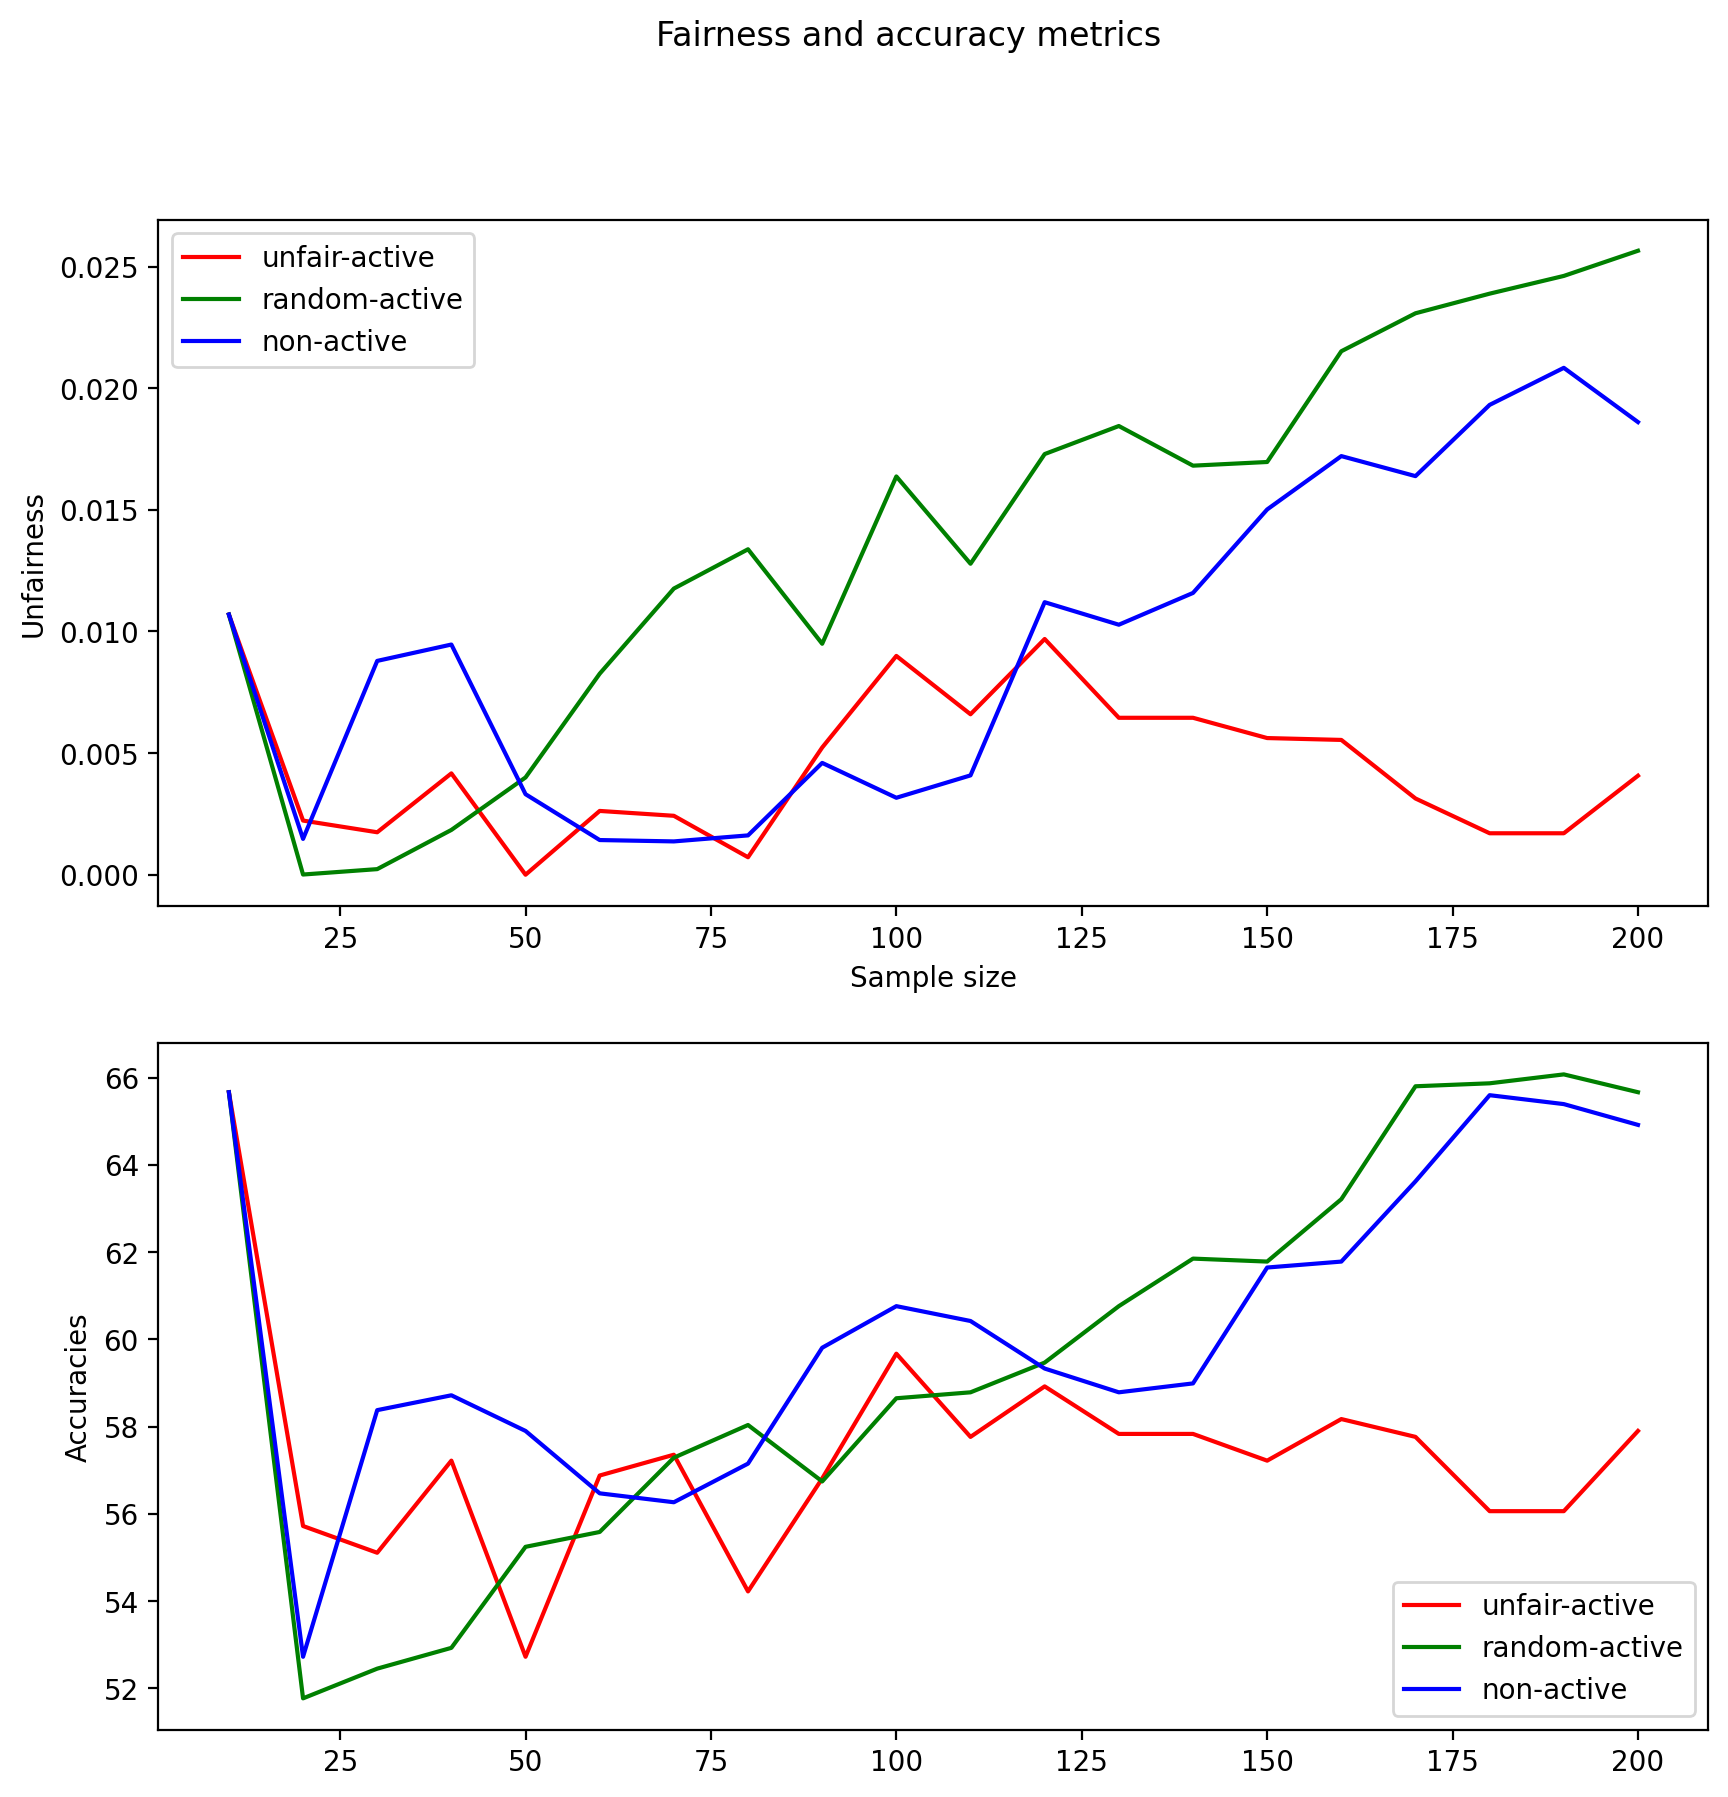 Fairness and accuracy metrics
unfair-active
random-active
non-active
0.025
0.020
0.015
0.010
0.005
0.000
Unfairness
25 50 75 100 125 150 175 200
Sample size
66
64
62
60
58
56
54
52
Accuracies
unfair-active
random-active
non-active
25 50 75 100 125 150 175 200